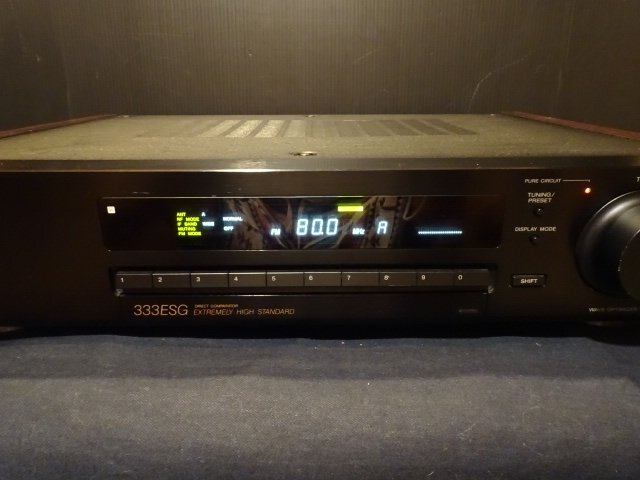 PURE CIRCUIT
TUNING/
PRESET
DISPLAY MODE
SHIFT
ANT A
RF MODE NORMAL
IF BAND
MUTING OFF
FM MODE
FM 80.0 MHz A
1 2 3 4 5 6 7 8 9 0
333ESG DIRECT COMPARATOR
EXTREMELY HIGH STANDARD